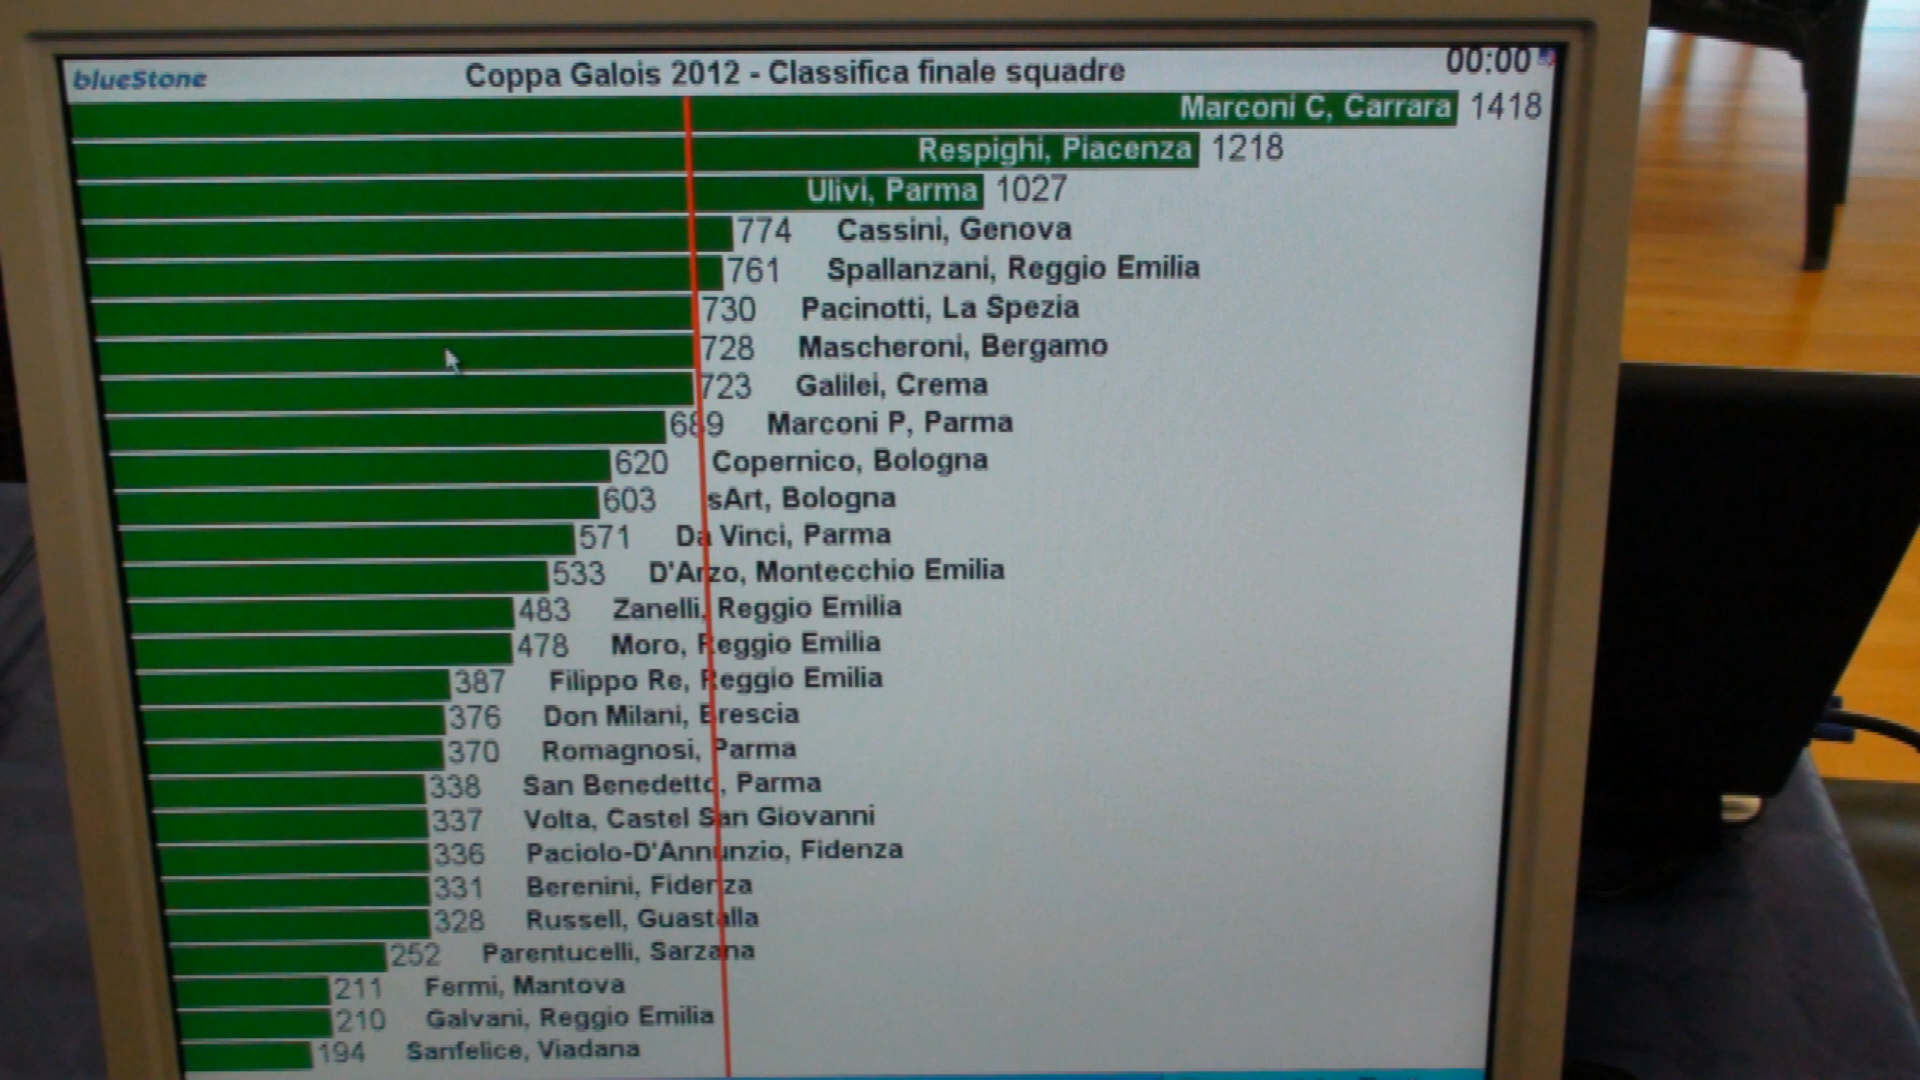 blueStone
Coppa Galois 2012 - Classifica finale squadre
00:00
Marconi C, Carrara 1418
Respighi, Piacenza 1218
Ulivi, Parma 1027
774 Cassini, Genova
761 Spallanzani, Reggio Emilia
730 Pacinotti, La Spezia
728 Mascheroni, Bergamo
723 Galilei, Crema
689 Marconi P, Parma
620 Copernico, Bologna
603 sArt, Bologna
571 Da Vinci, Parma
533 D'Arzo, Montecchio Emilia
483 Zanelli, Reggio Emilia
478 Moro, Reggio Emilia
387 Filippo Re, Reggio Emilia
376 Don Milani, Brescia
370 Romagnosi, Parma
338 San Benedetto, Parma
337 Volta, Castel San Giovanni
336 Paciolo-D'Annunzio, Fidenza
331 Berenini, Fidenza
328 Russell, Guastalla
252 Parentucelli, Sarzana
211 Fermi, Mantova
210 Galvani, Reggio Emilia
194 Sanfelice, Viadana